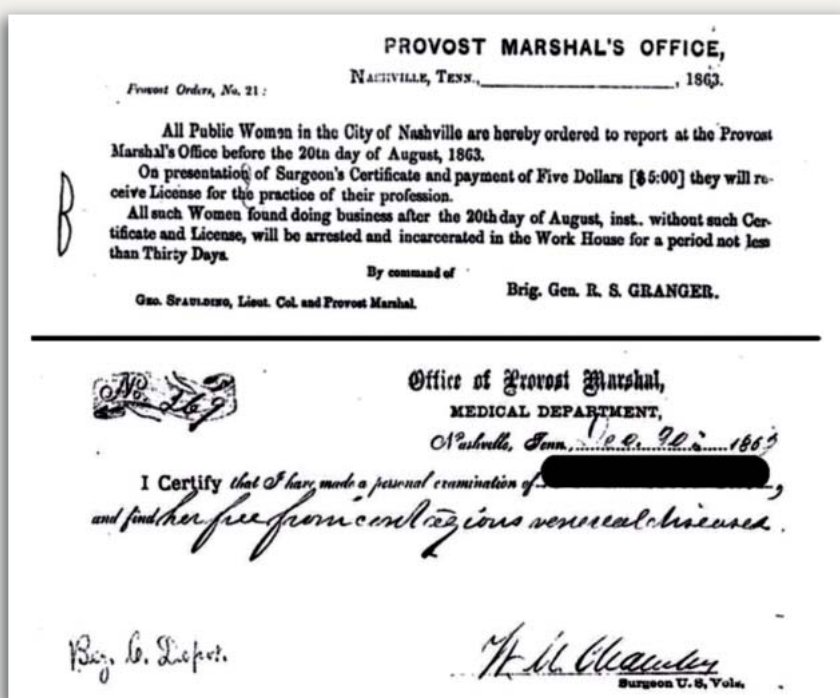 PROVOST MARSHAL'S OFFICE,
NASHVILLE, TENN., , 1863.
Provost Orders, No. 21:
All Public Women in the City of Nashville are hereby ordered to report at the Provost
Marshal's Office before the 20th day of August, 1863.
On presentation of Surgeon's Certificate and payment of Five Dollars [$5:00] they will re-
ceive License for the practice of their profession.
All such Women found doing business after the 20th day of August, inst. without such Cer-
tificate and License, will be arrested and incarcerated in the Work House for a period not less
than Thirty Days.
B
By command of
Brig. Gen. R. S. GRANGER.
GEO. SPAULDING, Lieut. Col. and Provost Marshal.
No. 369
Office of Provost Marshal,
MEDICAL DEPARTMENT,
Nashville, Tenn., 1863
I Certify that I have made a personal examination of ,
and find her free from contagious venereal diseases.
W. M. Chambers
Surgeon U. S. Vols.